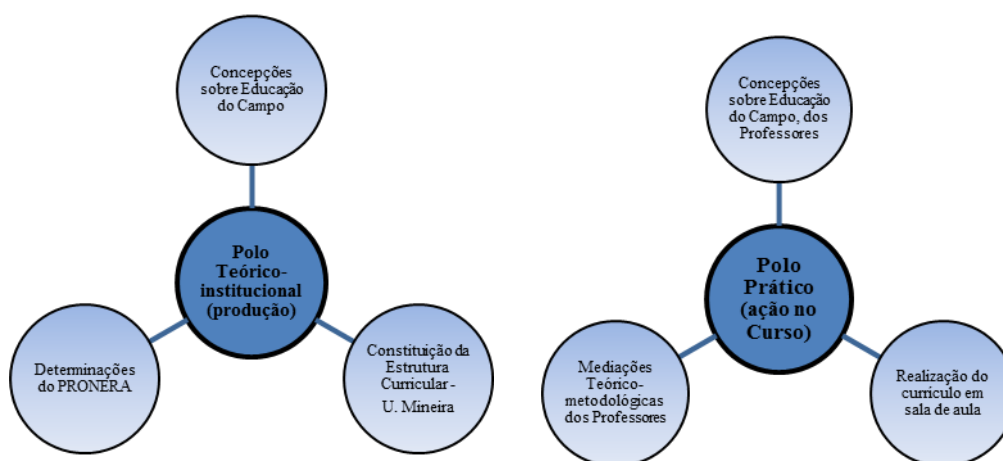 Concepções
sobre Educação
do Campo
Polo
Teórico-
institucional
(produção)
Determinações
do PRONERA
Constituição da
Estrutura
Curricular -
U. Mineira
Concepções
sobre Educação
do Campo, dos
Professores
Polo
Prático
(ação no
Curso)
Mediações
Teórico-
metodológicas
dos Professores
Realização do
currículo em
sala de aula